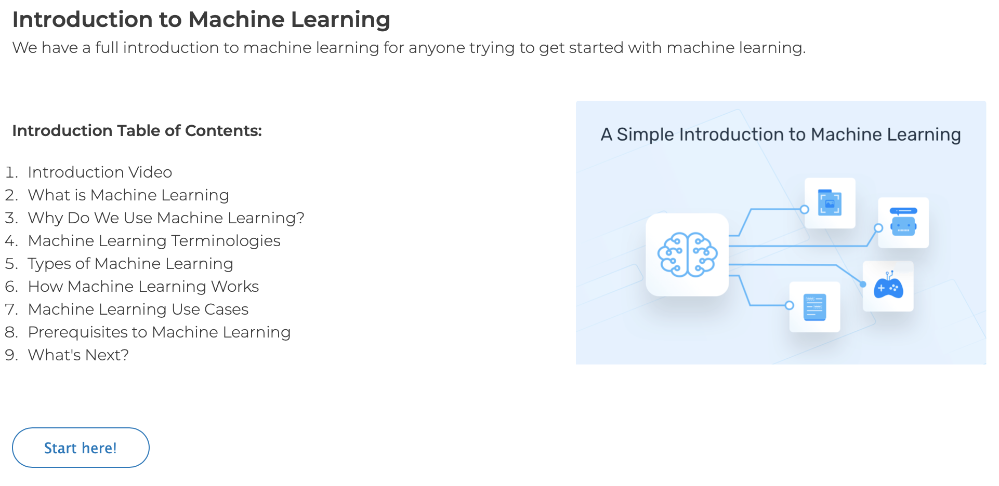 Introduction to Machine Learning
We have a full introduction to machine learning for anyone trying to get started with machine learning.
Introduction Table of Contents:
1. Introduction Video
2. What is Machine Learning
3. Why Do We Use Machine Learning?
4. Machine Learning Terminologies
5. Types of Machine Learning
6. How Machine Learning Works
7. Machine Learning Use Cases
8. Prerequisites to Machine Learning
9. What's Next?
A Simple Introduction to Machine Learning
Start here!